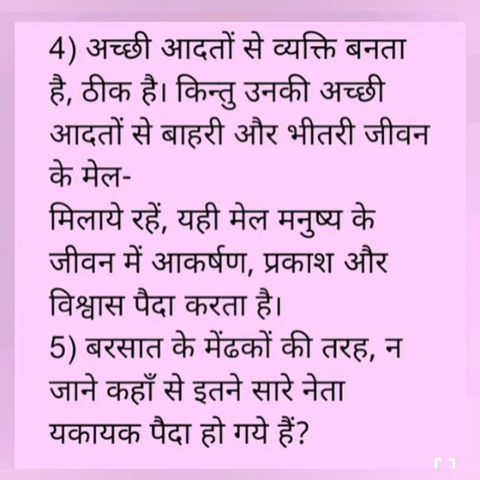 4) अच्छी आदतों से व्यक्ति बनता
है, ठीक है। किन्तु उनकी अच्छी
आदतों से बाहरी और भीतरी जीवन
के मेल-
मिलाये रहें, यही मेल मनुष्य के
जीवन में आकर्षण, प्रकाश और
विश्वास पैदा करता है।
5) बरसात के मेंढकों की तरह, न
जाने कहाँ से इतने सारे नेता
यकायक पैदा हो गये हैं?